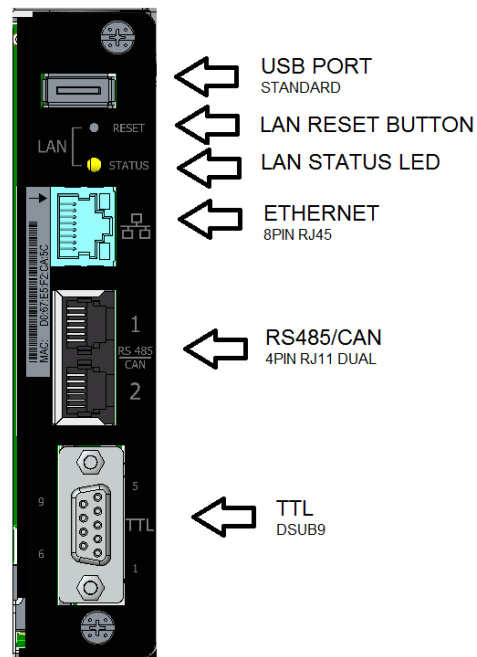 USB PORT
STANDARD
RESET
LAN RESET BUTTON
LAN
STATUS
LAN STATUS LED
ETHERNET
8PIN RJ45
MAC: D0:67:E5:F2:CA:5C
1
RS 485
CAN
2
RS485/CAN
4PIN RJ11 DUAL
5
9
TTL
6
1
TTL
DSUB9